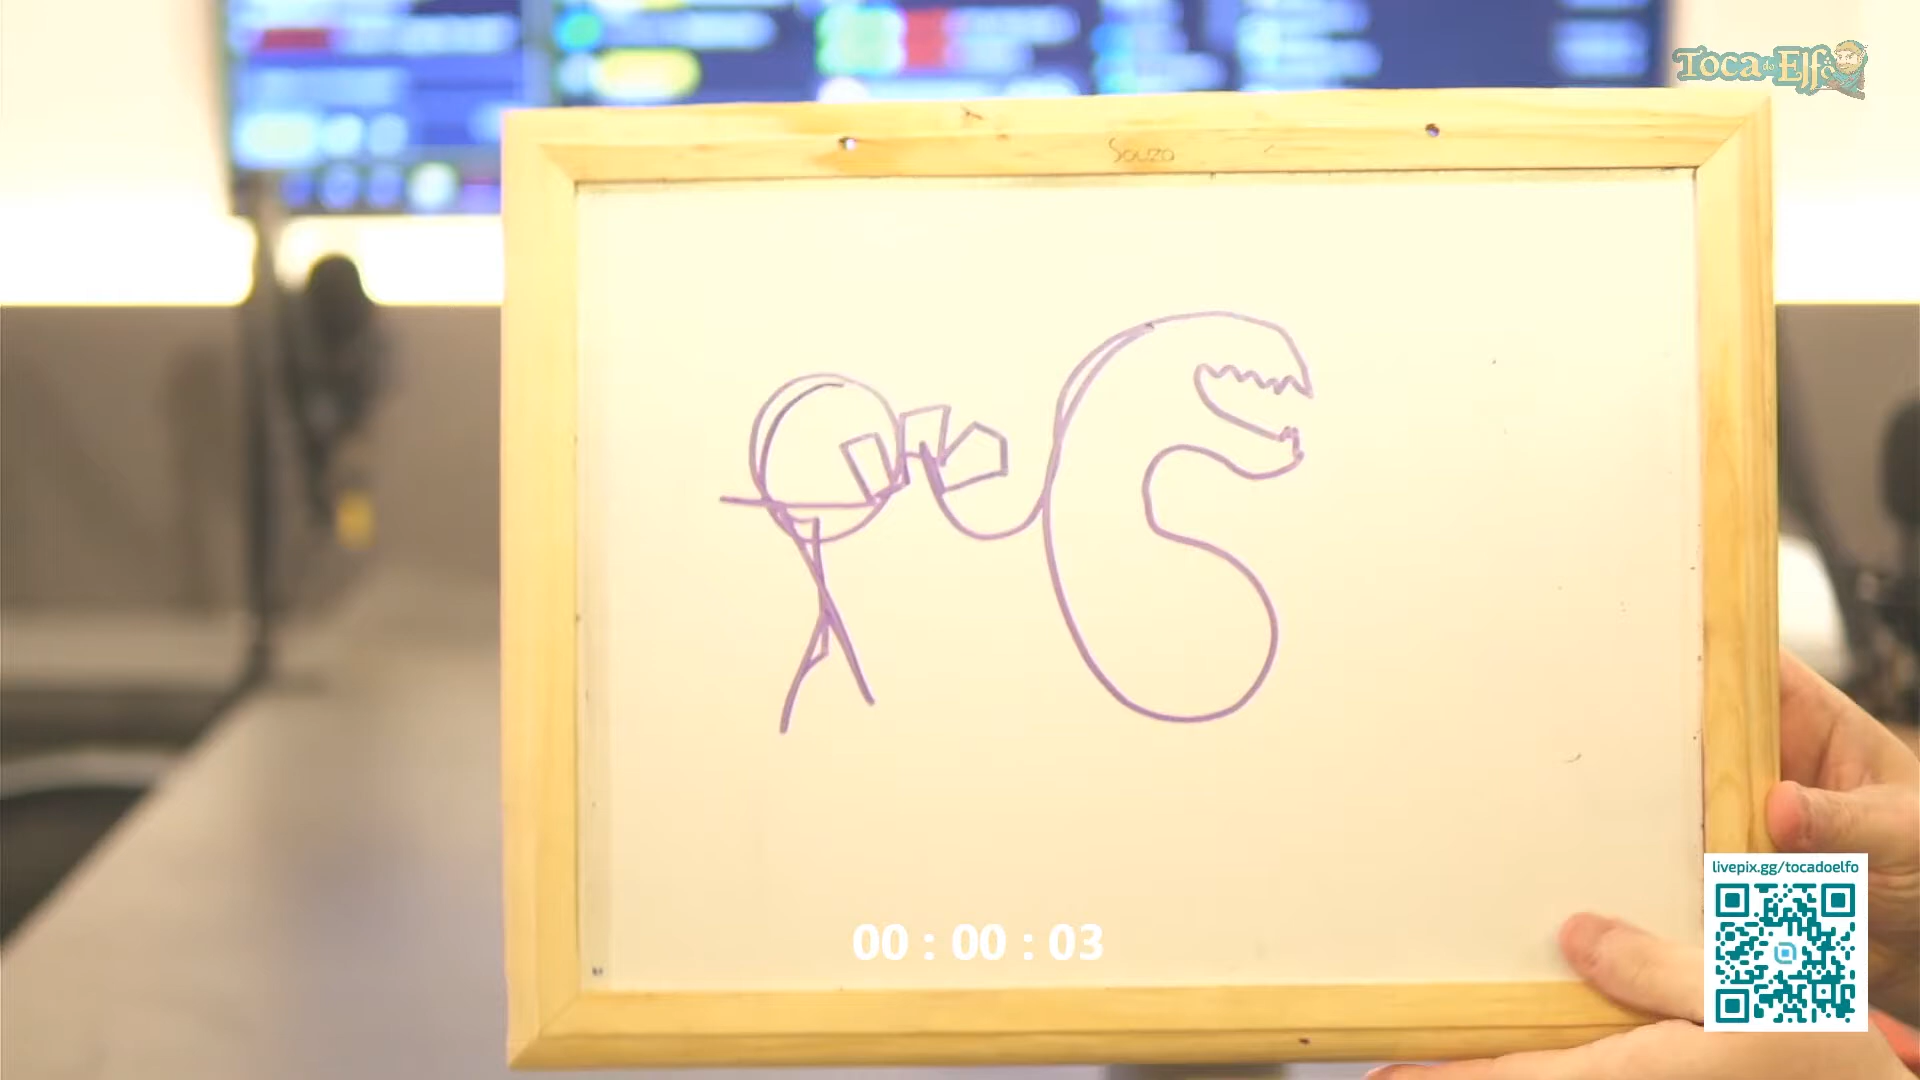 Toca do Elfo
Souza
livepix.gg/tocadoelfo
00 : 00 : 03